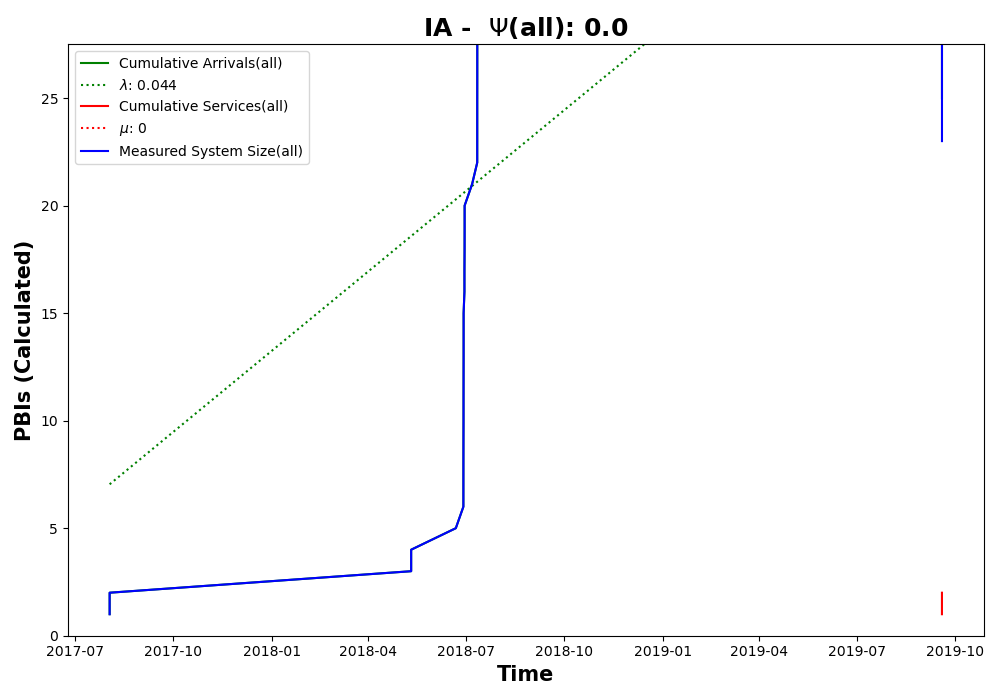 IA -  Ψ(all): 0.0
Cumulative Arrivals(all)
λ: 0.044
Cumulative Services(all)
μ: 0
Measured System Size(all)
PBIs (Calculated)
25
20
15
10
5
0
2017-07 2017-10 2018-01 2018-04 2018-07 2018-10 2019-01 2019-04 2019-07 2019-10
Time